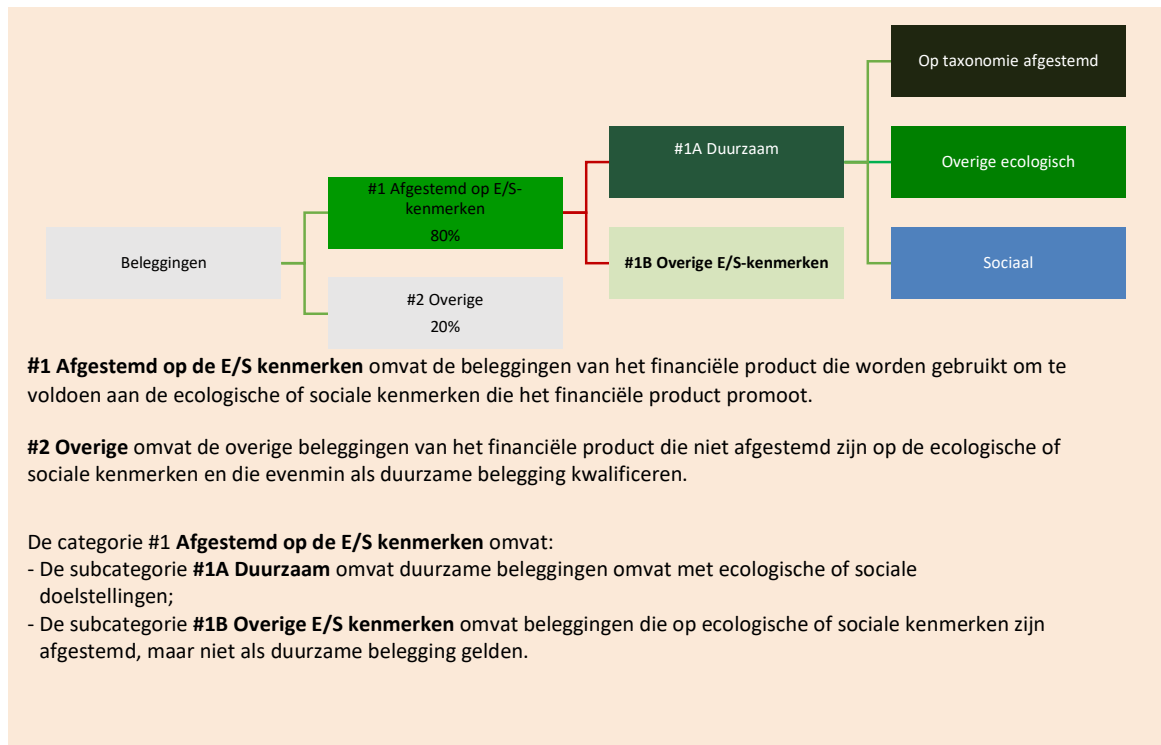 Op taxonomie afgestemd
#1A Duurzaam
Overige ecologisch
#1 Afgestemd op E/S-
kenmerken
80%
Beleggingen
#1B Overige E/S-kenmerken
Sociaal
#2 Overige
20%
#1 Afgestemd op de E/S kenmerken omvat de beleggingen van het financiële product die worden gebruikt om te
voldoen aan de ecologische of sociale kenmerken die het financiële product promoot.
#2 Overige omvat de overige beleggingen van het financiële product die niet afgestemd zijn op de ecologische of
sociale kenmerken en die evenmin als duurzame belegging kwalificeren.
De categorie #1 Afgestemd op de E/S kenmerken omvat:
- De subcategorie #1A Duurzaam omvat duurzame beleggingen omvat met ecologische of sociale
doelstellingen;
- De subcategorie #1B Overige E/S kenmerken omvat beleggingen die op ecologische of sociale kenmerken zijn
afgestemd, maar niet als duurzame belegging gelden.